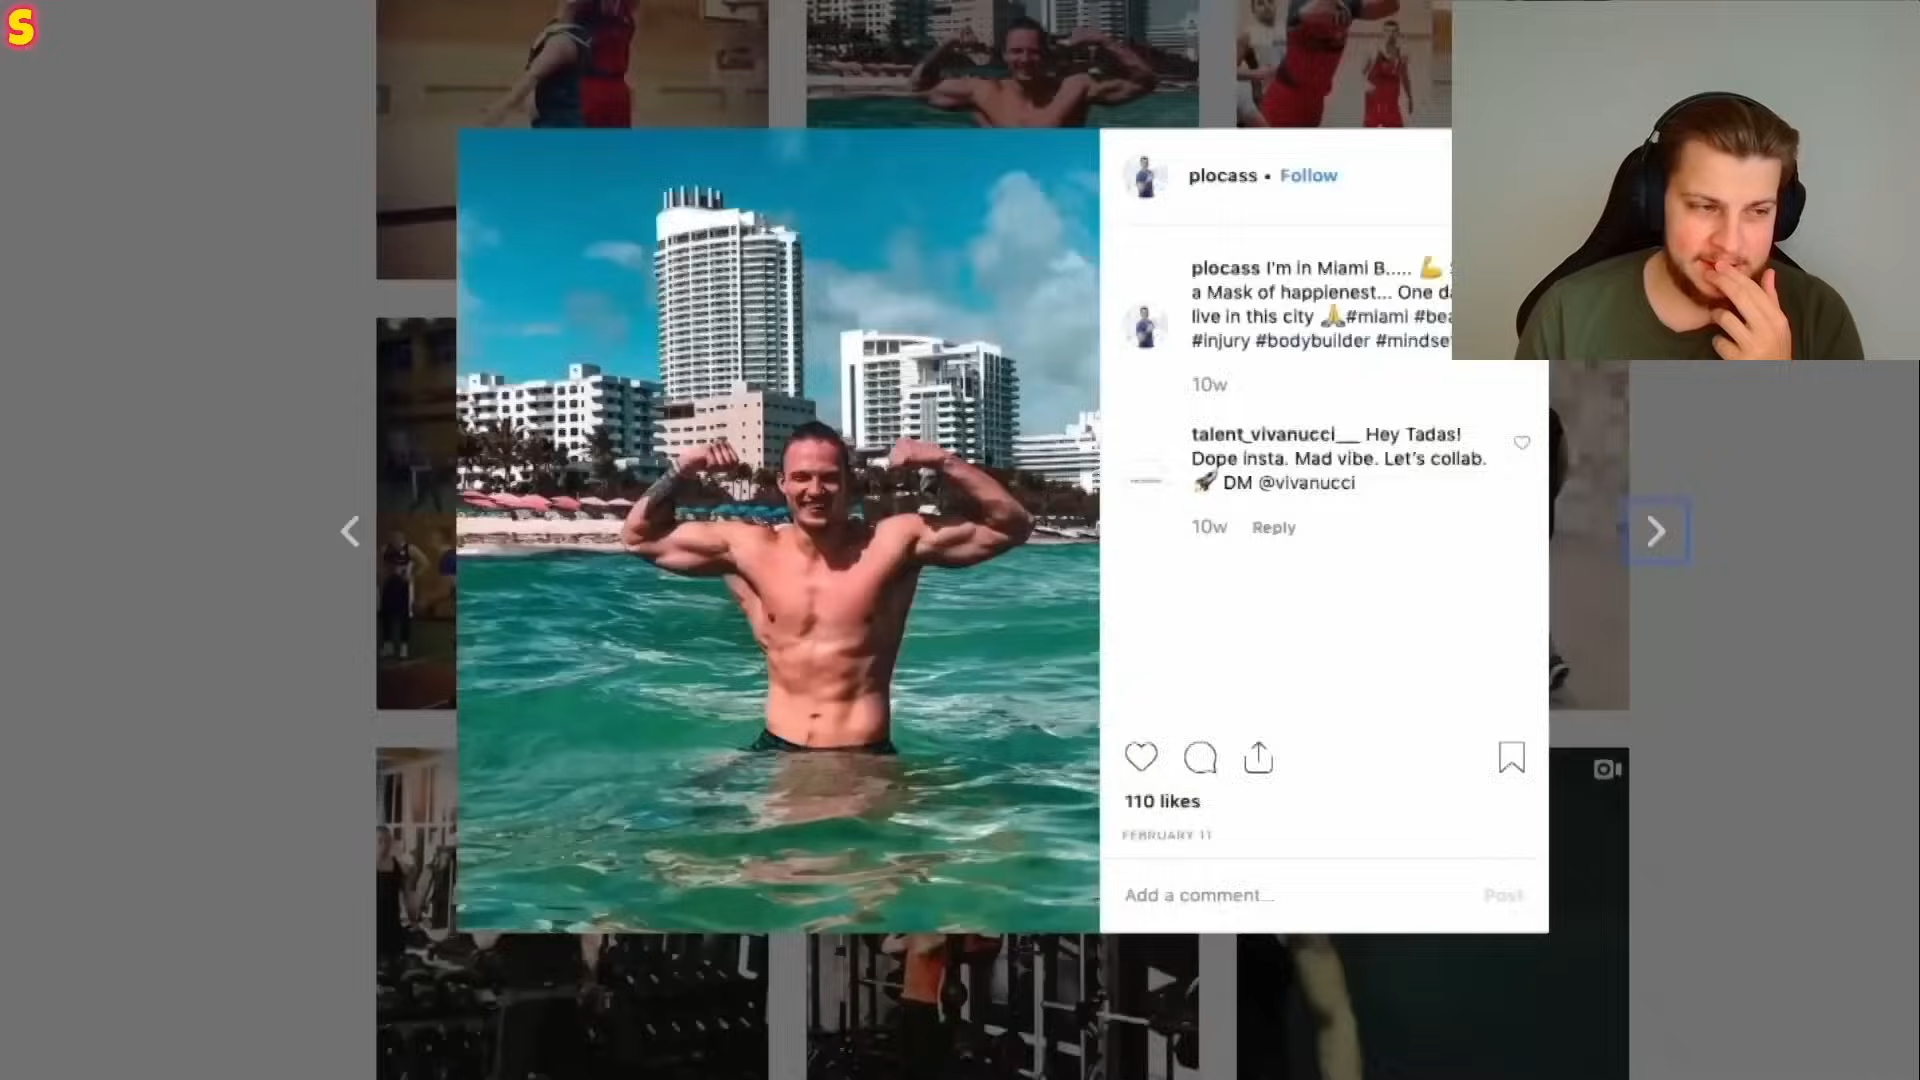 S
plocass • Follow
plocass I'm in Miami B..... 💪
a Mask of happienest... One da
live in this city 🙏#miami #bea
#injury #bodybuilder #mindse
10w
talent_vivanucci__ Hey Tadas!
Dope insta. Mad vibe. Let's collab.
🚀 DM @vivanucci
10w Reply
110 likes
FEBRUARY 11
Add a comment... Post